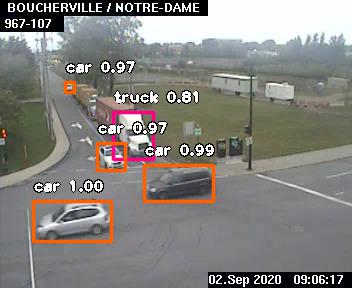 BOUCHERVILLE / NOTRE-DAME
967-107
car 0.97
truck 0.81
car 0.97
car 0.99
car 1.00
02.Sep 2020 09:06:17